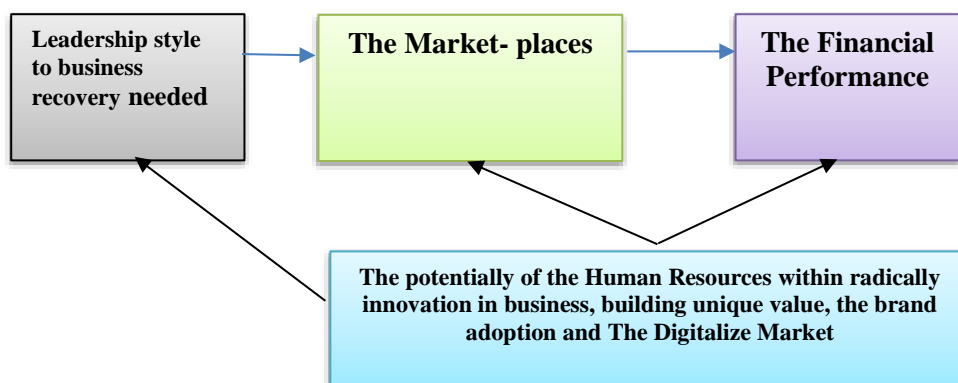 Leadership style
to business
recovery needed
The Market- places
The Financial
Performance
The potentially of the Human Resources within radically
innovation in business, building unique value, the brand
adoption and The Digitalize Market